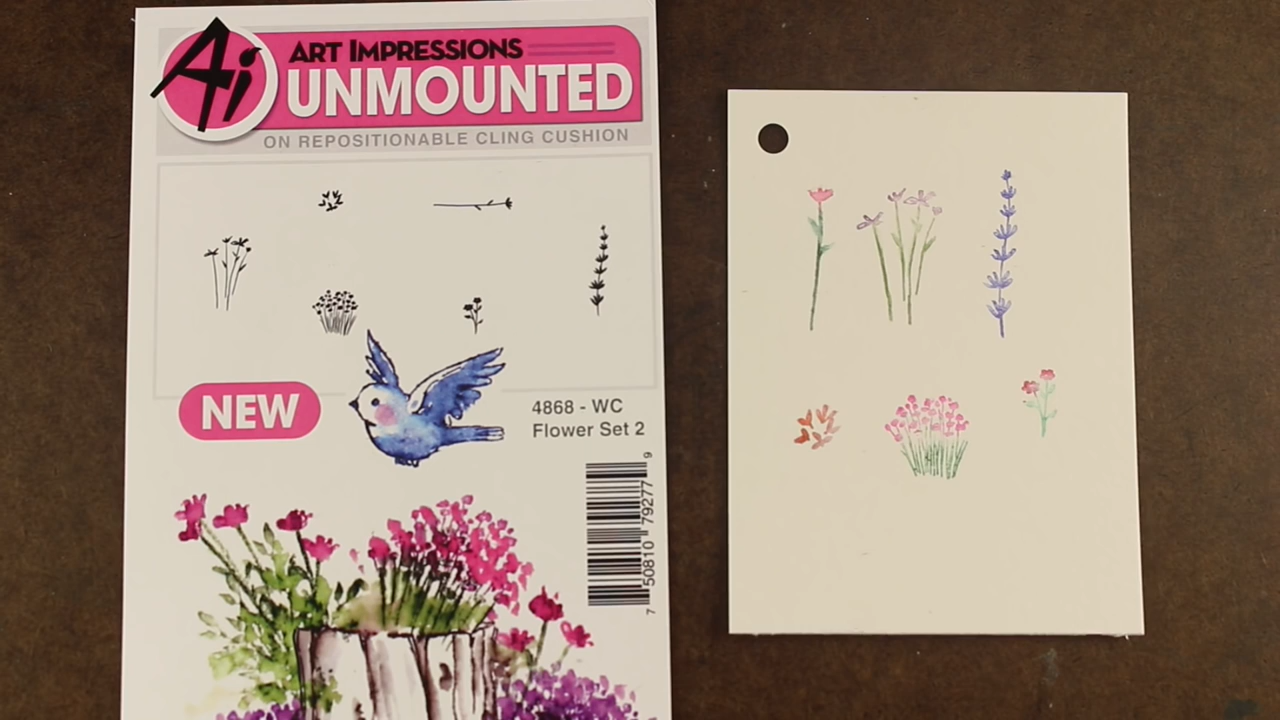 Ai
ART IMPRESSIONS
UNMOUNTED
ON REPOSITIONABLE CLING CUSHION
NEW
4868 - WC
Flower Set 2
7 50810 79277 9